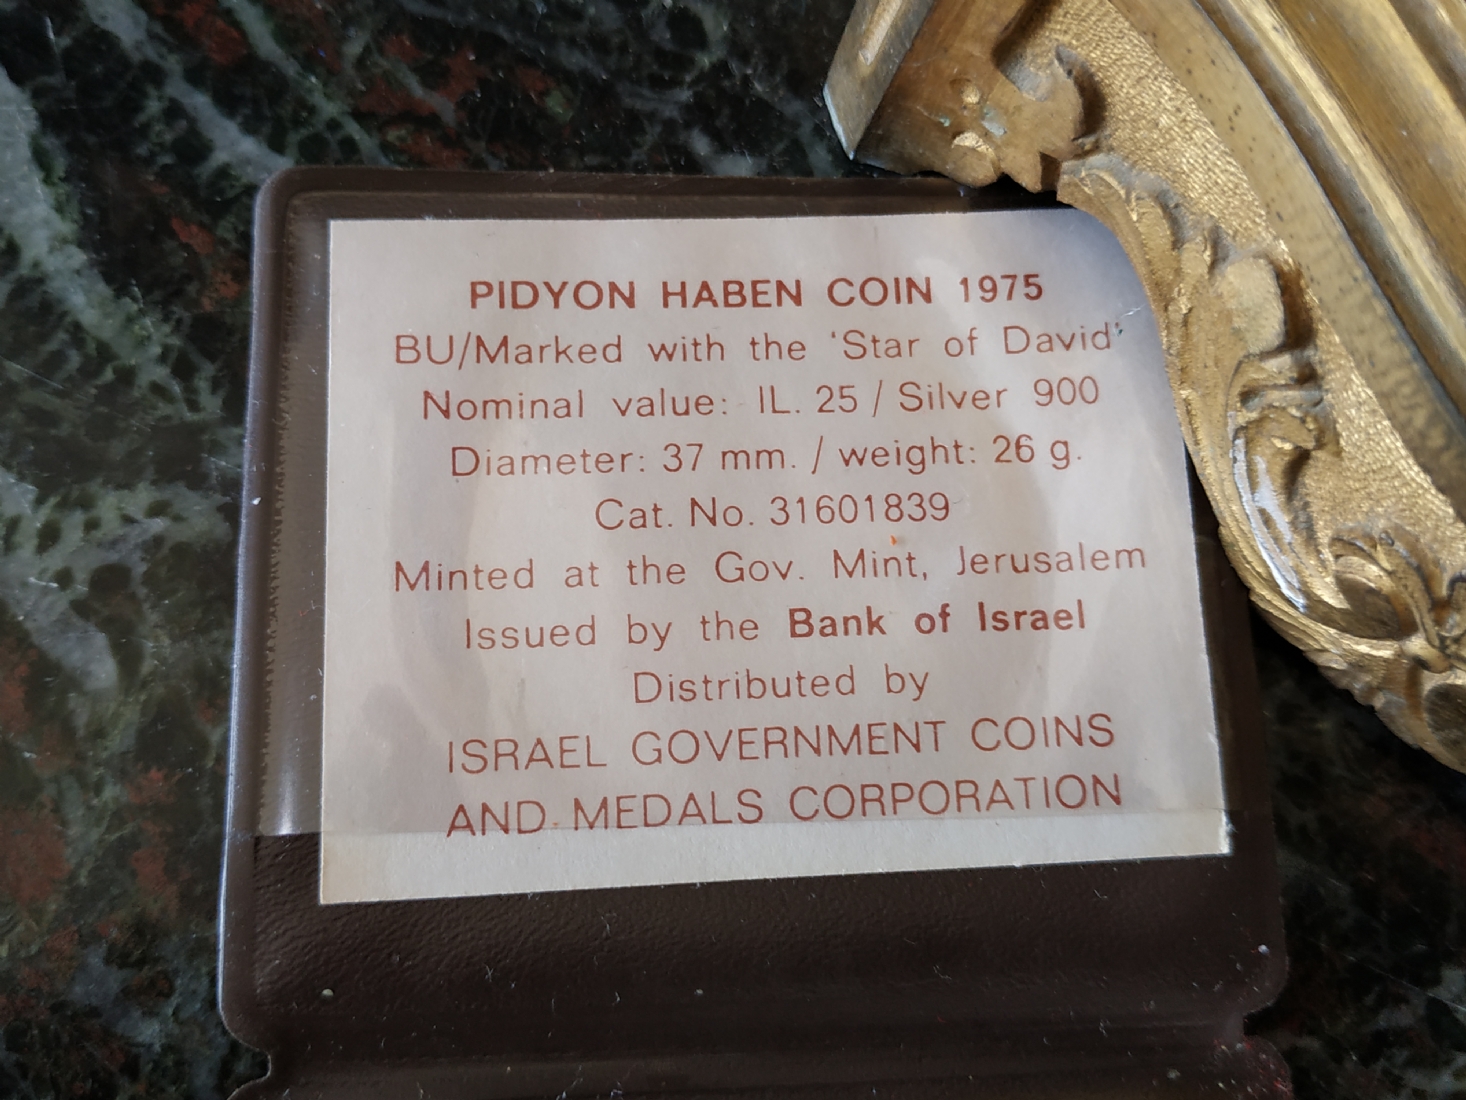 PIDYON HABEN COIN 1975
BU/Marked with the 'Star of David'
Nominal value: IL. 25 / Silver 900
Diameter: 37 mm. / weight: 26 g.
Cat. No. 31601839
Minted at the Gov. Mint, Jerusalem
Issued by the Bank of Israel
Distributed by
ISRAEL GOVERNMENT COINS
AND MEDALS CORPORATION